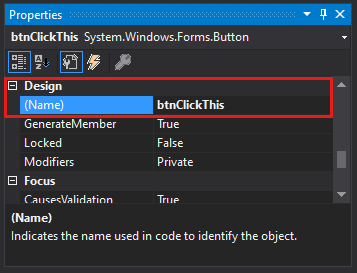 Properties
btnClickThis System.Windows.Forms.Button
Design
(Name) btnClickThis
GenerateMember True
Locked False
Modifiers Private
Focus
CausesValidation True
(Name)
Indicates the name used in code to identify the object.